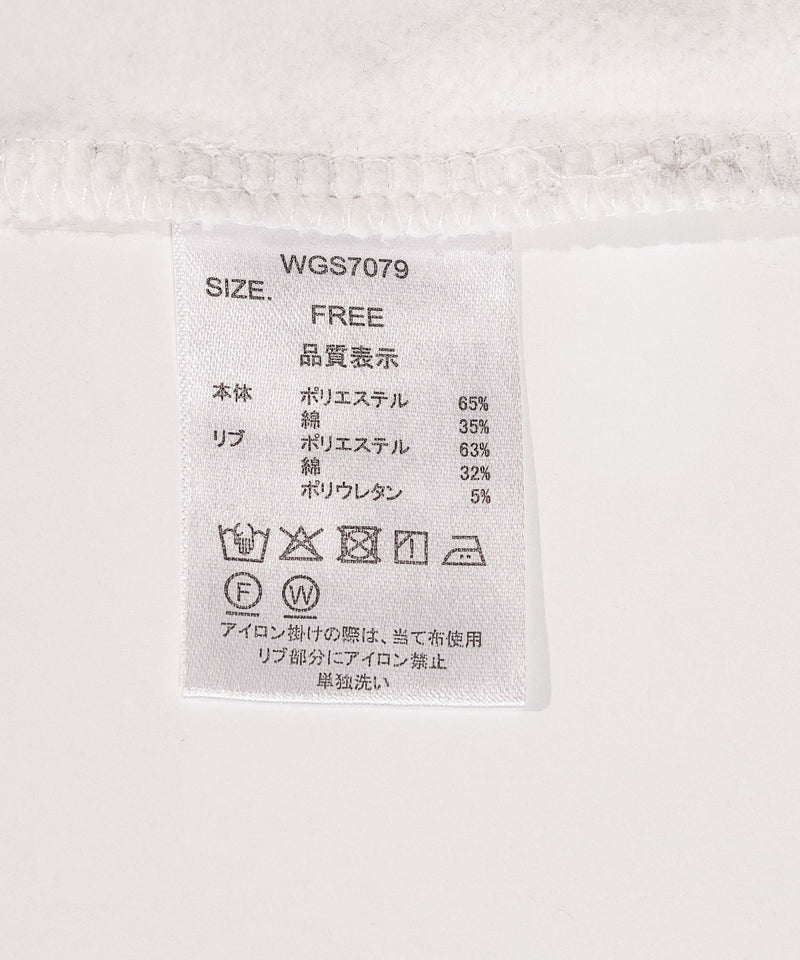 WGS7079
SIZE.
FREE
品質表示
本体 ポリエステル 65%
綿 35%
リブ ポリエステル 63%
綿 32%
ポリウレタン 5%
F W
アイロン掛けの際は、当て布使用
リブ部分にアイロン禁止
単独洗い